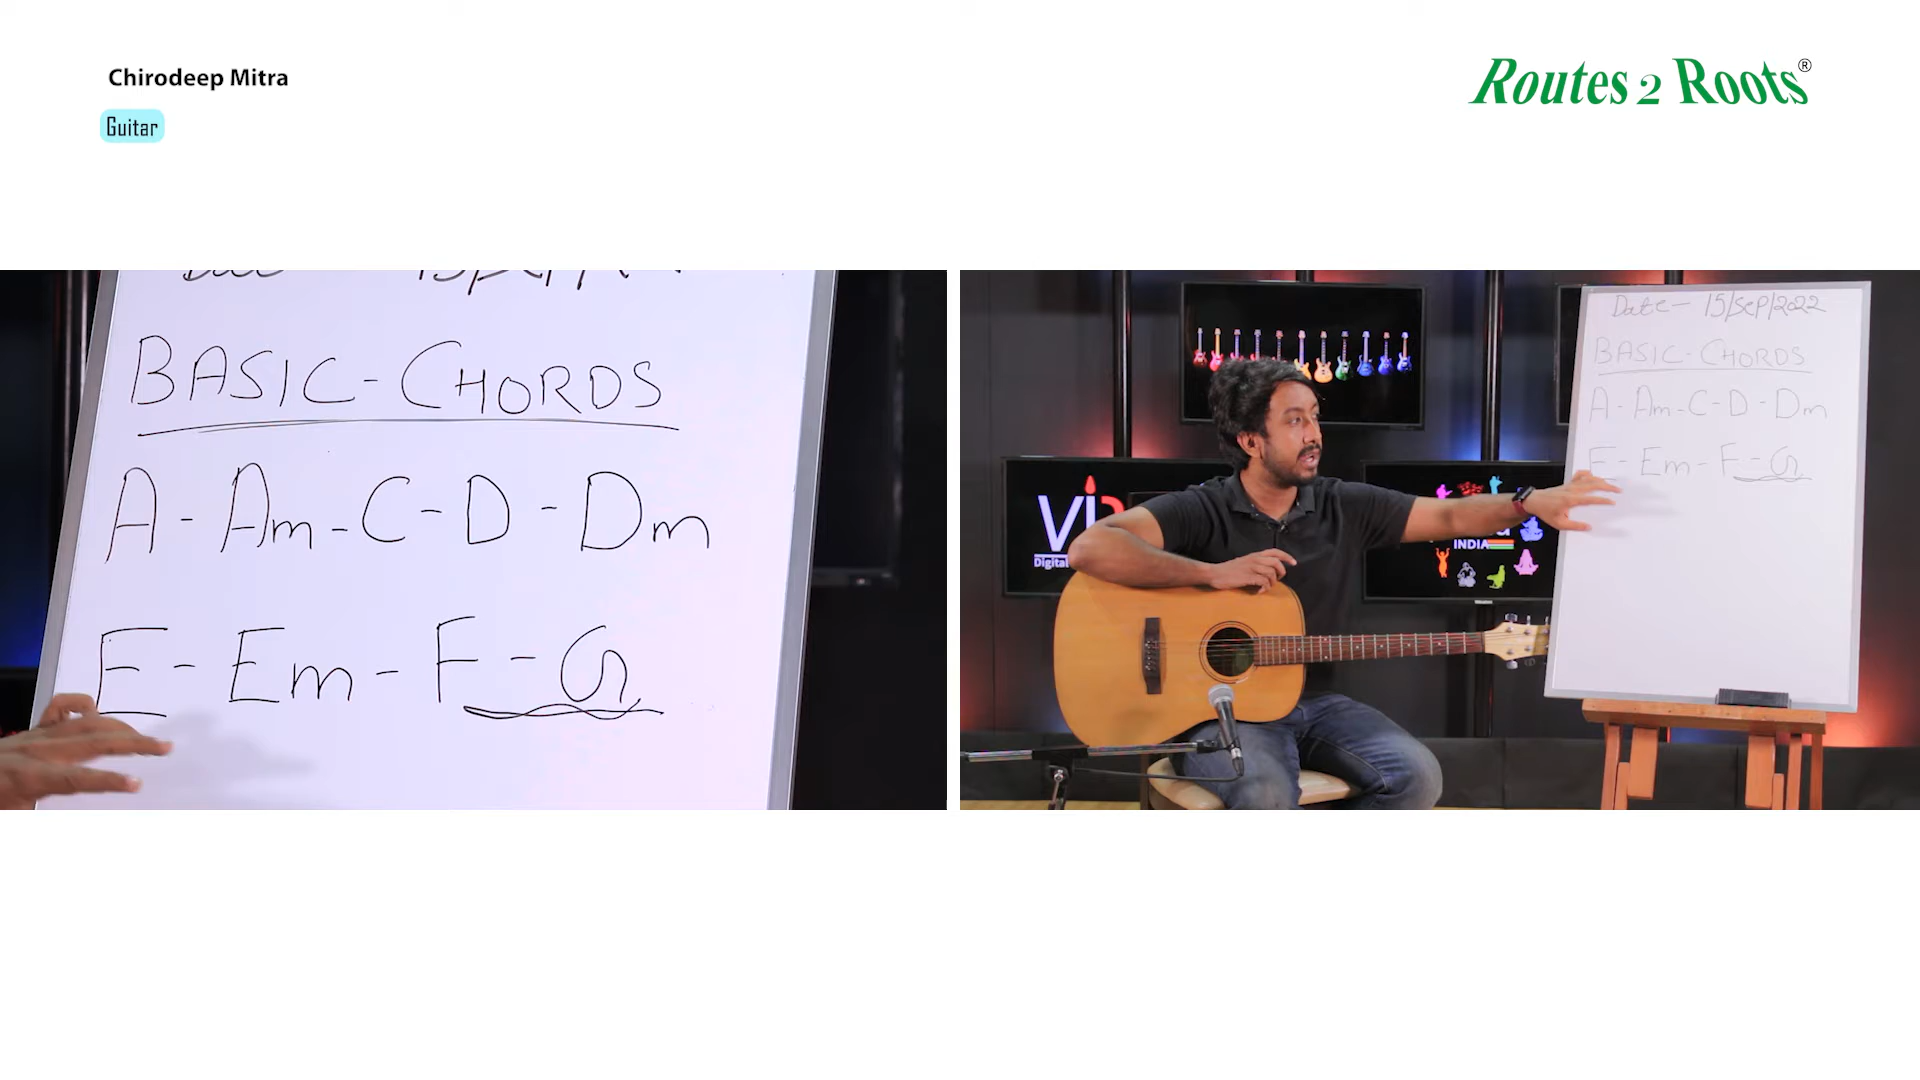 Chirodeep Mitra
Guitar
Routes 2 Roots®
BASIC-CHORDS
A - Am - C - D - Dm
E - Em - F - G
Date - 15/Sep/2022
BASIC-CHORDS
A - Am - C - D - Dm
E - Em - F - G
Digital
INDIA